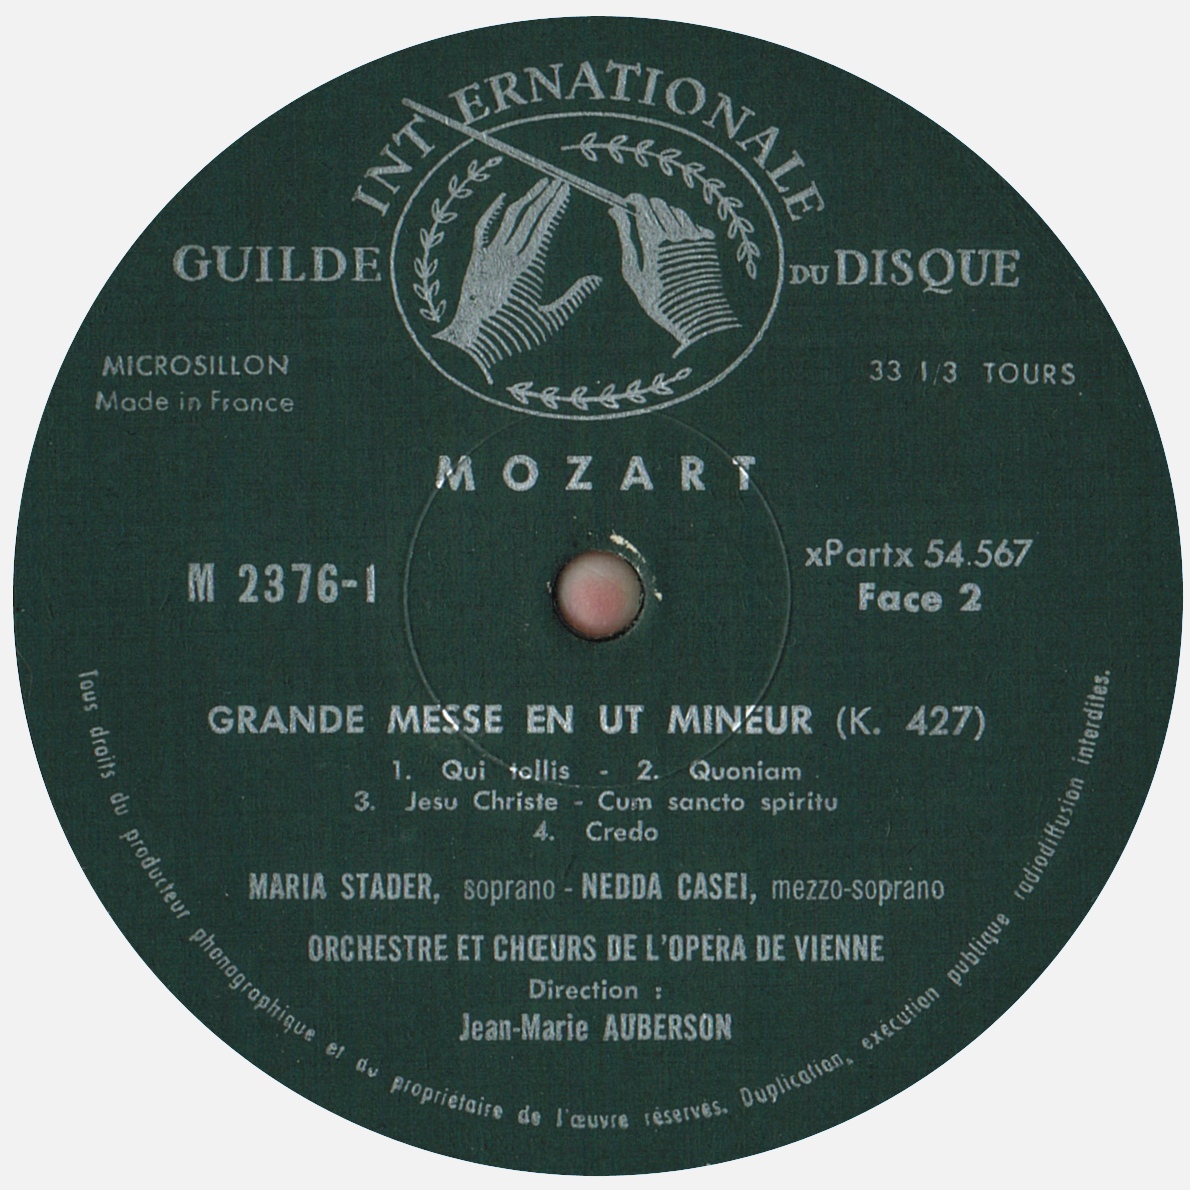 GUILDE INTERNATIONALE DU DISQUE
MICROSILLON
Made in France
33 1/3 TOURS
MOZART
M 2376-1
xPartx 54.567
Face 2
GRANDE MESSE EN UT MINEUR (K. 427)
1. Qui tollis - 2. Quoniam
3. Jesu Christe - Cum sancto spiritu
4. Credo
MARIA STADER, soprano - NEDDA CASEI, mezzo-soprano
ORCHESTRE ET CHŒURS DE L'OPERA DE VIENNE
Direction :
Jean-Marie AUBERSON
Tous droits du producteur phonographique et du propriétaire de l'œuvre réservés. Duplication, exécution publique radiodiffusion interdites.